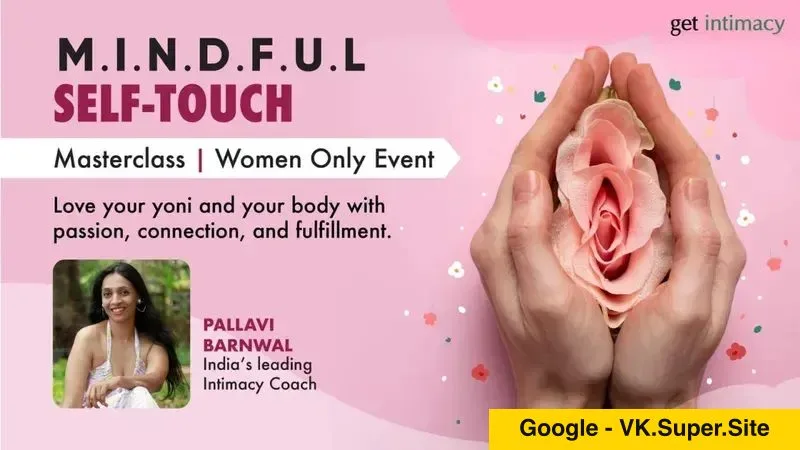 get intimacy
M.I.N.D.F.U.L
SELF-TOUCH
Masterclass | Women Only Event
Love your yoni and your body with
passion, connection, and fulfillment.
PALLAVI
BARNWAL
India's leading
Intimacy Coach
Google - VK.Super.Site